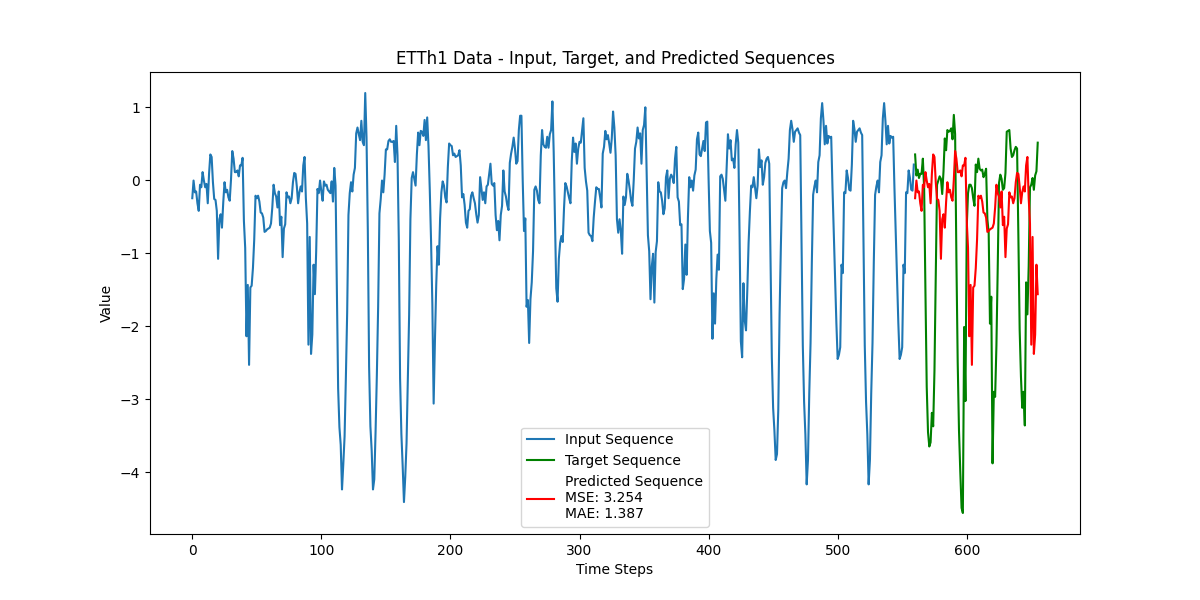 ETTh1 Data - Input, Target, and Predicted Sequences
Value
1
0
−1
−2
−3
−4
Input Sequence
Target Sequence
Predicted Sequence
MSE: 3.254
MAE: 1.387
0 100 200 300 400 500 600
Time Steps